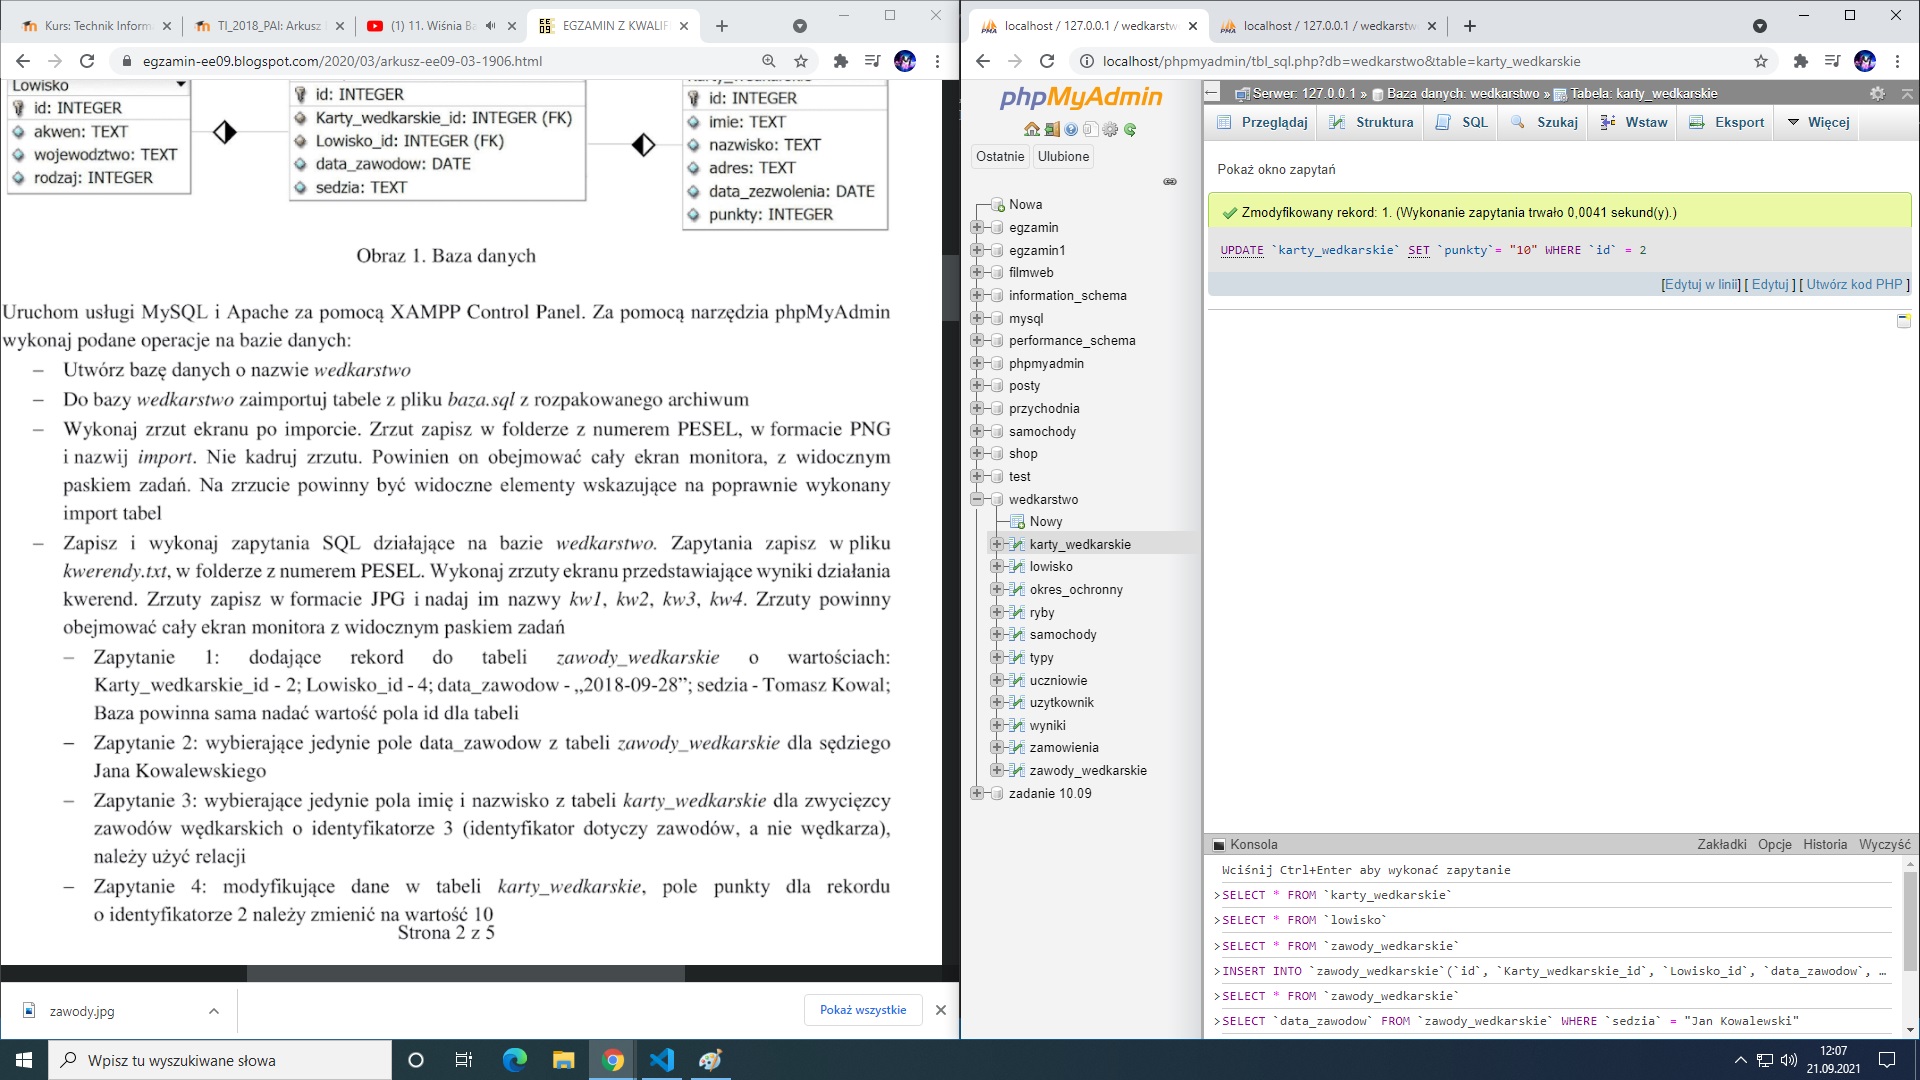 Kurs: Technik Inform
TI_2018_PAI: Arkusz
(1) 11. Wiśnia Ba
EE 09
EGZAMIN Z KWALIF
egzamin-ee09.blogspot.com/2020/03/arkusz-ee09-03-1906.html
Lowisko
id: INTEGER
akwen: TEXT
wojewodztwo: TEXT
rodzaj: INTEGER
id: INTEGER
Karty_wedkarskie_id: INTEGER (FK)
Lowisko_id: INTEGER (FK)
data_zawodow: DATE
sedzia: TEXT
id: INTEGER
imie: TEXT
nazwisko: TEXT
adres: TEXT
data_zezwolenia: DATE
punkty: INTEGER
Obraz 1. Baza danych
Uruchom usługi MySQL i Apache za pomocą XAMPP Control Panel. Za pomocą narzędzia phpMyAdmin
wykonaj podane operacje na bazie danych:
– Utwórz bazę danych o nazwie wedkarstwo
– Do bazy wedkarstwo zaimportuj tabele z pliku baza.sql z rozpakowanego archiwum
– Wykonaj zrzut ekranu po imporcie. Zrzut zapisz w folderze z numerem PESEL, w formacie PNG
i nazwij import. Nie kadruj zrzutu. Powinien on obejmować cały ekran monitora, z widocznym
paskiem zadań. Na zrzucie powinny być widoczne elementy wskazujące na poprawnie wykonany
import tabel
– Zapisz i wykonaj zapytania SQL działające na bazie wedkarstwo. Zapytania zapisz w pliku
kwerendy.txt, w folderze z numerem PESEL. Wykonaj zrzuty ekranu przedstawiające wyniki działania
kwerend. Zrzuty zapisz w formacie JPG i nadaj im nazwy kw1, kw2, kw3, kw4. Zrzuty powinny
obejmować cały ekran monitora z widocznym paskiem zadań
– Zapytanie 1: dodające rekord do tabeli zawody_wedkarskie o wartościach:
Karty_wedkarskie_id - 2; Lowisko_id - 4; data_zawodow - „2018-09-28”; sedzia - Tomasz Kowal;
Baza powinna sama nadać wartość pola id dla tabeli
– Zapytanie 2: wybierające jedynie pole data_zawodow z tabeli zawody_wedkarskie dla sędziego
Jana Kowalewskiego
– Zapytanie 3: wybierające jedynie pola imię i nazwisko z tabeli karty_wedkarskie dla zwycięzcy
zawodów wędkarskich o identyfikatorze 3 (identyfikator dotyczy zawodów, a nie wędkarza),
należy użyć relacji
– Zapytanie 4: modyfikujące dane w tabeli karty_wedkarskie, pole punkty dla rekordu
o identyfikatorze 2 należy zmienić na wartość 10
Strona 2 z 5
zawody.jpg
Pokaż wszystkie
localhost / 127.0.0.1 / wedkarstw
localhost / 127.0.0.1 / wedkarstw
localhost/phpmyadmin/tbl_sql.php?db=wedkarstwo&table=karty_wedkarskie
phpMyAdmin
Ostatnie
Ulubione
Nowa
egzamin
egzamin1
filmweb
information_schema
mysql
performance_schema
phpmyadmin
posty
przychodnia
samochody
shop
test
wedkarstwo
Nowy
karty_wedkarskie
lowisko
okres_ochronny
ryby
samochody
typy
uczniowie
uzytkownik
wyniki
zamowienia
zawody_wedkarskie
zadanie 10.09
Serwer: 127.0.0.1 » Baza danych: wedkarstwo » Tabela: karty_wedkarskie
Przeglądaj
Struktura
SQL
Szukaj
Wstaw
Eksport
Więcej
Pokaż okno zapytań
Zmodyfikowany rekord: 1. (Wykonanie zapytania trwało 0,0041 sekund(y).)
UPDATE `karty_wedkarskie` SET `punkty`= "10" WHERE `id` = 2
[Edytuj w linii] [ Edytuj ] [ Utwórz kod PHP ]
Konsola
Zakładki Opcje Historia Wyczyść
Wciśnij Ctrl+Enter aby wykonać zapytanie
>SELECT * FROM `karty_wedkarskie`
>SELECT * FROM `lowisko`
>SELECT * FROM `zawody_wedkarskie`
>INSERT INTO `zawody_wedkarskie`(`id`, `Karty_wedkarskie_id`, `Lowisko_id`, `data_zawodow`, …
>SELECT * FROM `zawody_wedkarskie`
>SELECT `data_zawodow` FROM `zawody_wedkarskie` WHERE `sedzia` = "Jan Kowalewski"
Wpisz tu wyszukiwane słowa
12:07
21.09.2021